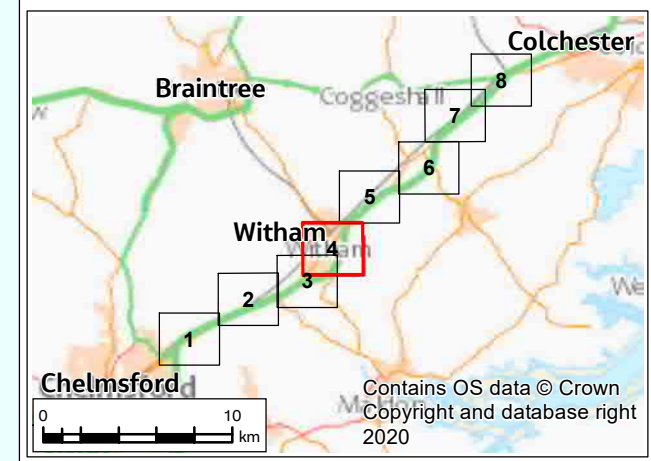 Colchester
8
Braintree
Coggeshall
7
6
5
Witham
Witham
4
3
2
1
Chelmsford
0 10
km
Contains OS data © Crown
Copyright and database right
2020